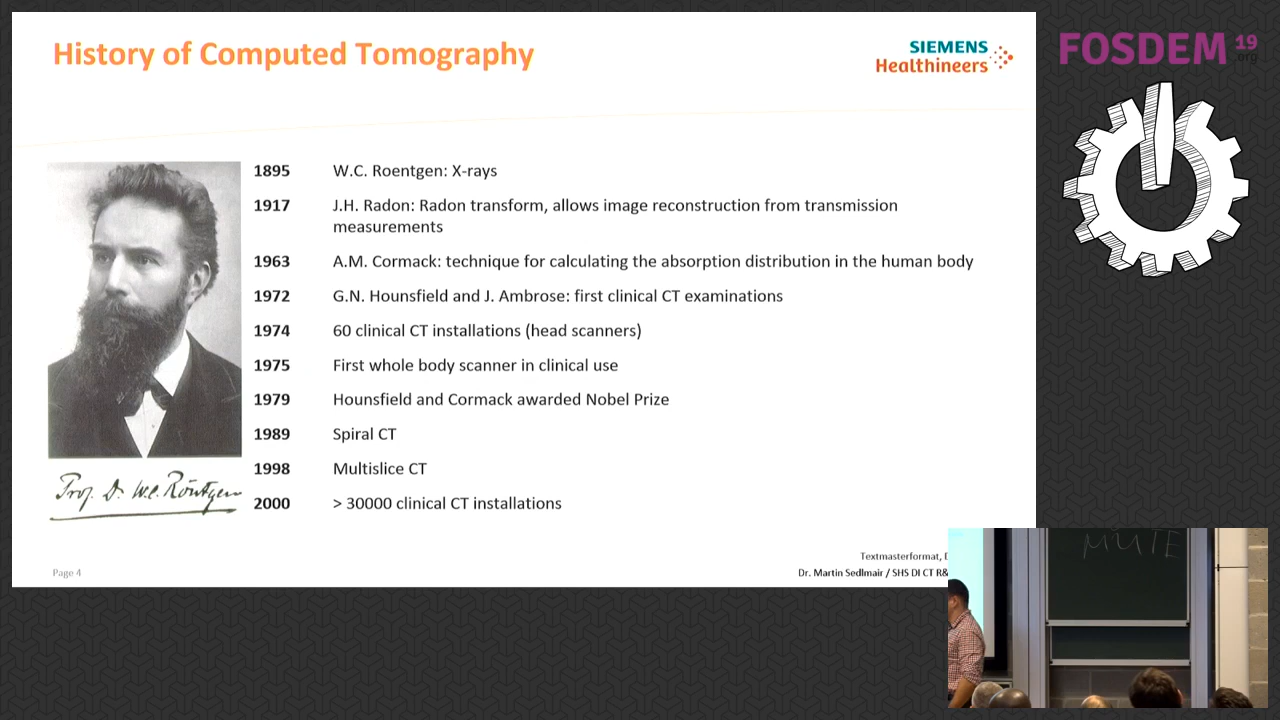 History of Computed Tomography
SIEMENS
Healthineers
FOSDEM 19
.org
1895 W.C. Roentgen: X-rays
1917 J.H. Radon: Radon transform, allows image reconstruction from transmission
measurements
1963 A.M. Cormack: technique for calculating the absorption distribution in the human body
1972 G.N. Hounsfield and J. Ambrose: first clinical CT examinations
1974 60 clinical CT installations (head scanners)
1975 First whole body scanner in clinical use
1979 Hounsfield and Cormack awarded Nobel Prize
1989 Spiral CT
1998 Multislice CT
2000 > 30000 clinical CT installations
Prof. Dr. W.C. Röntgen
Textmasterformat,
Page 4
Dr. Martin Sedlmair / SHS DI CT R&
MUTE